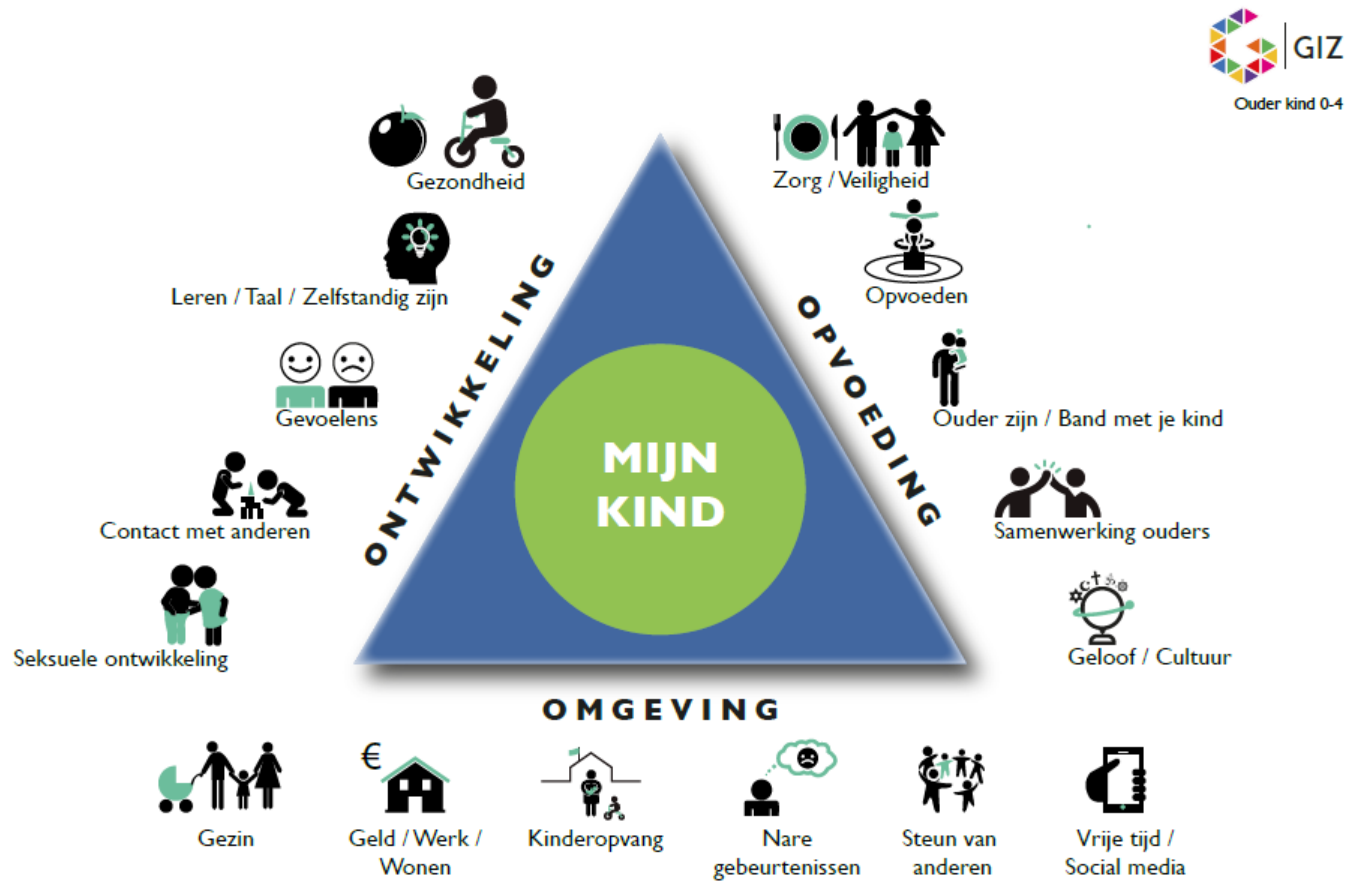 GIZ
Ouder kind 0-4
Gezondheid
Leren / Taal / Zelfstandig zijn
Gevoelens
Contact met anderen
Seksuele ontwikkeling
ONTWIKKELING
MIJN
KIND
OPVOEDING
Zorg / Veiligheid
Opvoeden
Ouder zijn / Band met je kind
Samenwerking ouders
Geloof / Cultuur
OMGEVING
€
Gezin
Geld / Werk /
Wonen
Kinderopvang
Nare
gebeurtenissen
Steun van
anderen
Vrije tijd /
Social media